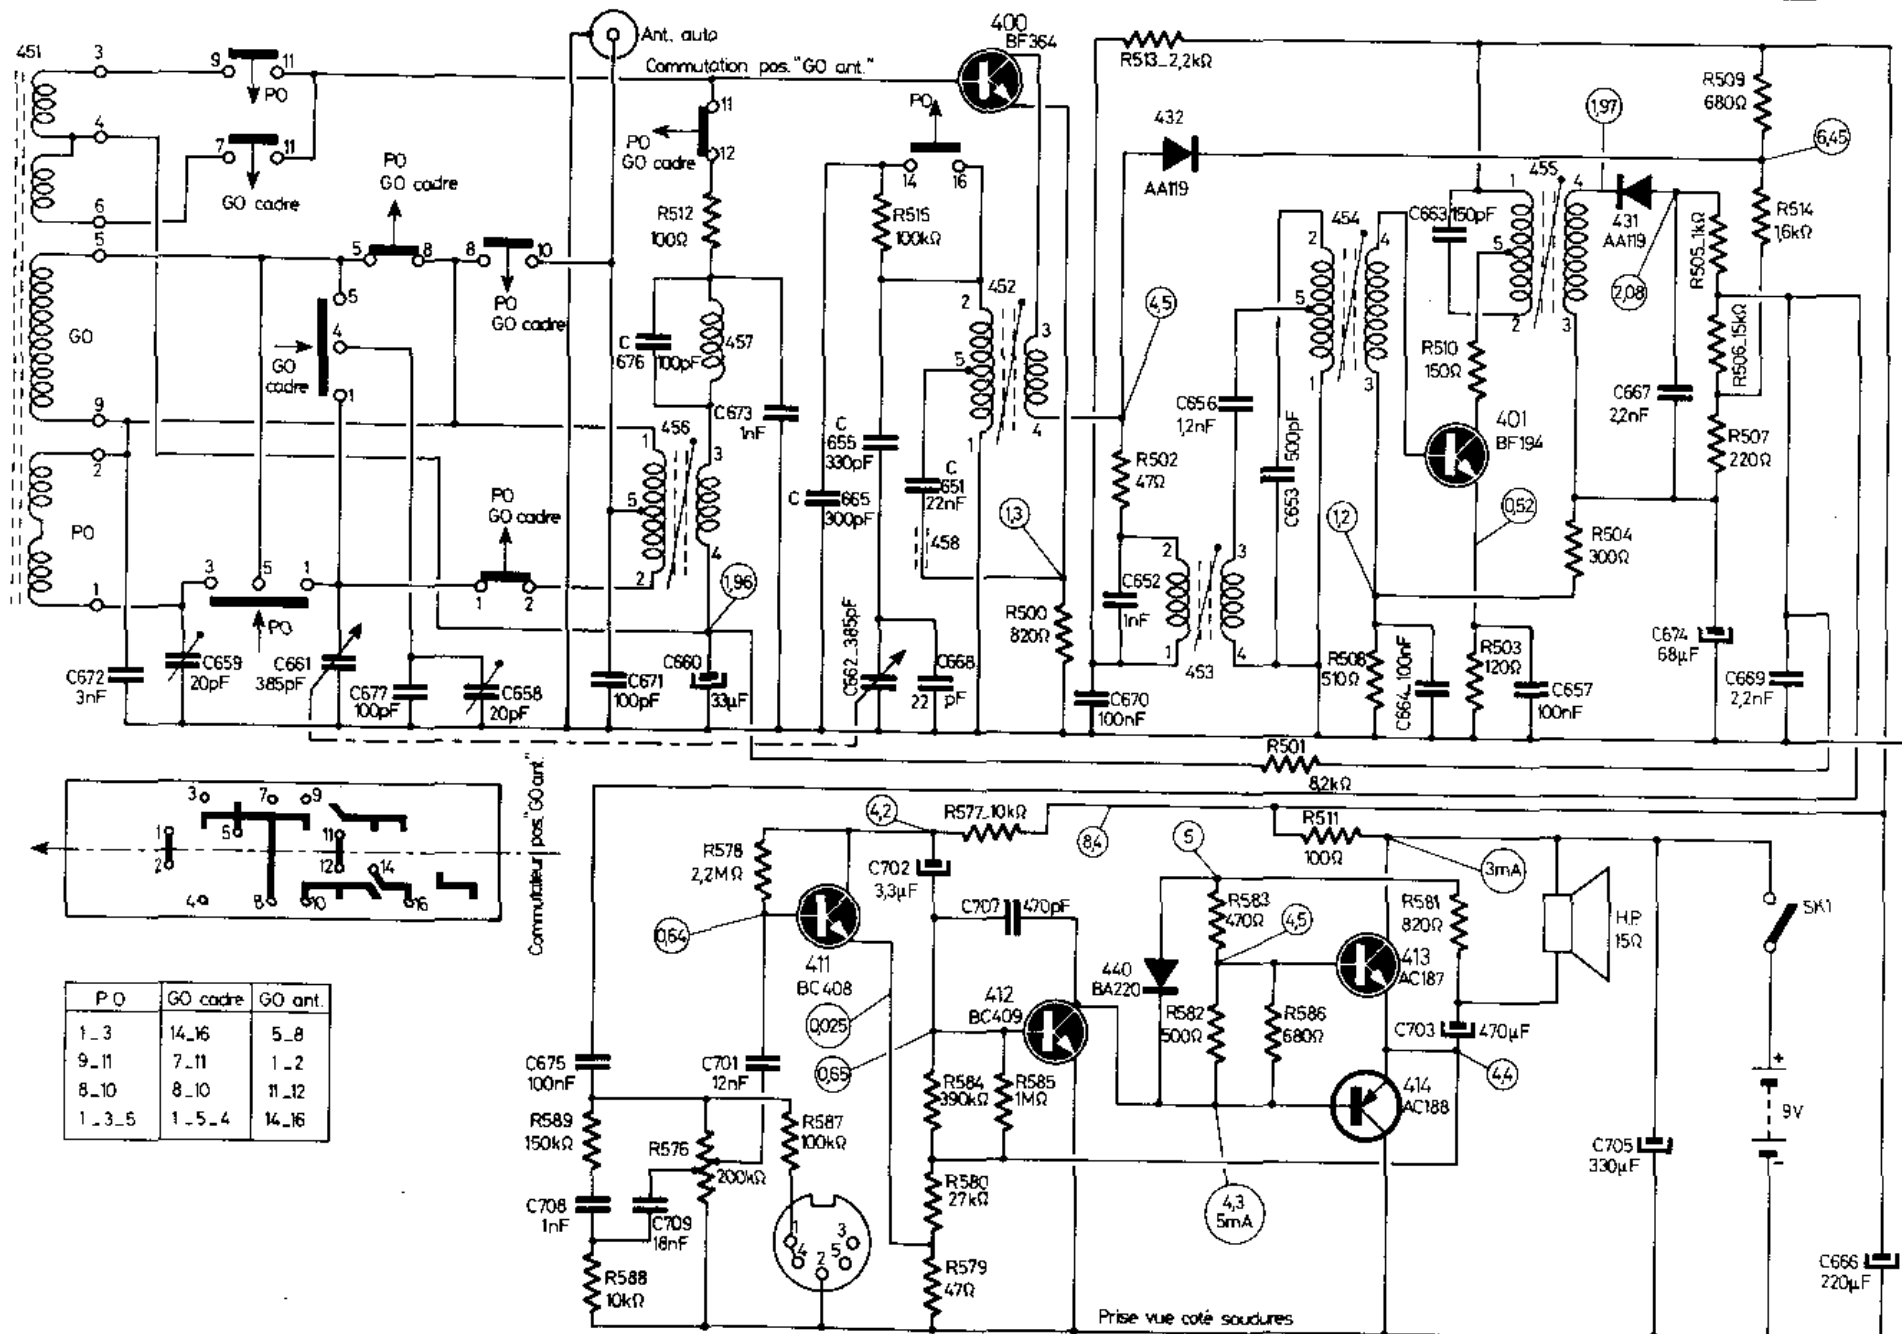 451
3
9
11
PO
4
7
11
GO cadre
6
5
GO
9
2
PO
1
Ant. auto
Commutation pos. "GO ant."
400
BF364
PO
GO cadre
5
8
8
10
PO
GO cadre
5
4
1
GO
cadre
3
5
1
PO
PO
GO cadre
1
2
11
12
PO
GO cadre
R512
100Ω
C
676
100pF
457
C673
1nF
456
1
5
2
3
4
1,96
C672
3nF
C659
20pF
C661
385pF
C677
100pF
C658
20pF
C671
100pF
C660
33µF
PO
14
16
R515
100kΩ
C
655
330pF
C
665
300pF
C
651
22nF
458
452
2
5
1
3
4
1,3
R500
820Ω
C662_385pF
C668
22
pF
R513_2,2kΩ
432
AA119
4,5
R502
47Ω
C652
1nF
C670
100nF
453
2
1
3
4
C656
1,2nF
C653
500pF
454
2
5
1
4
3
1,2
R508
510Ω
C664_100nF
R503
120Ω
C657
100nF
0,52
401
BF194
R510
150Ω
C663
150pF
455
1
5
2
4
1,97
431
AA119
3
2,08
C667
2,2nF
R504
300Ω
R505_1kΩ
R506_15kΩ
R507
220Ω
R509
680Ω
6,45
R514
1,6kΩ
C674
68µF
C669
2,2nF
R501
8,2kΩ
3
7
9
1
5
11
2
12
14
4
8
10
16
Commutateur pos."GO ant."
PO GO cadre GO ant.
1_3 14_16 5_8
9_11 7_11 1_2
8_10 8_10 11_12
1_3_5 1_5_4 14_16
4,2
R577_10kΩ
8,4
R578
2,2MΩ
C702
3,3µF
0,64
411
BC408
0,025
0,65
C707
470pF
412
BC409
5
R583
470Ω
4,5
440
BA220
R582
500Ω
R586
680Ω
R511
100Ω
3mA
R581
820Ω
413
AC187
C703
470µF
4,4
414
AC188
H.P.
15Ω
SK1
+
9V
-
C705
330µF
C666
220µF
C675
100nF
C701
12nF
R589
150kΩ
R576
200kΩ
R587
100kΩ
R584
390kΩ
R585
1MΩ
R580
27kΩ
4,3
5mA
C708
1nF
C709
18nF
R588
10kΩ
1
4
2
5
3
R579
47Ω
Prise vue coté soudures